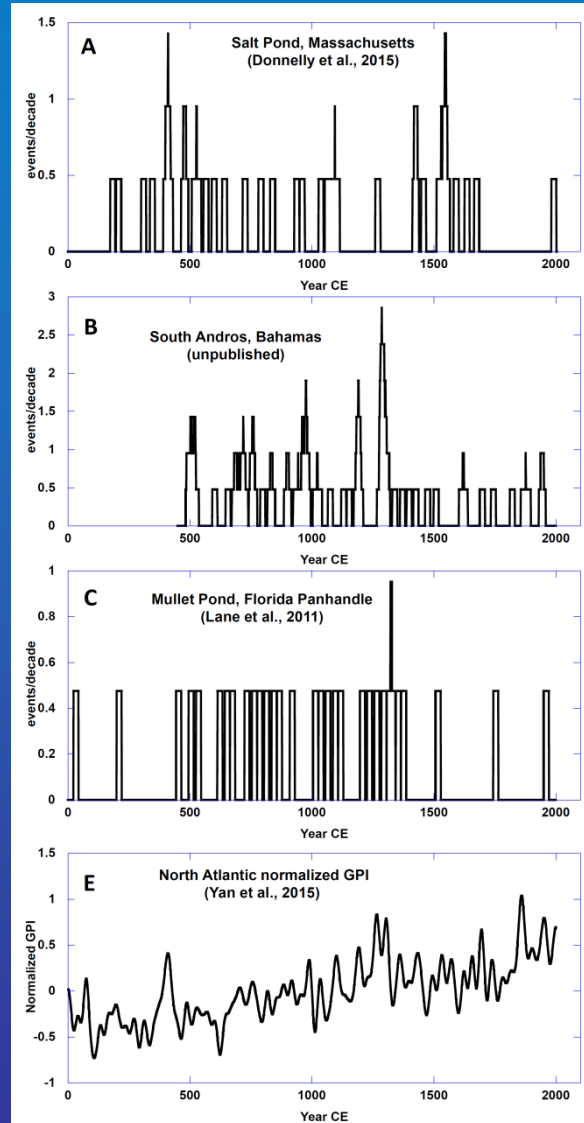 A
Salt Pond, Massachusetts
(Donnelly et al., 2015)
events/decade
1.5
1
0.5
0
0 500 1000 1500 2000
Year CE
B
South Andros, Bahamas
(unpublished)
events/decade
3
2.5
2
1.5
1
0.5
0
0 500 1000 1500 2000
Year CE
C
Mullet Pond, Florida Panhandle
(Lane et al., 2011)
events/decade
1
0.8
0.6
0.4
0.2
0
0 500 1000 1500 2000
Year CE
E
North Atlantic normalized GPI
(Yan et al., 2015)
Normalized GPI
1.5
1
0.5
0
-0.5
-1
0 500 1000 1500 2000
Year CE